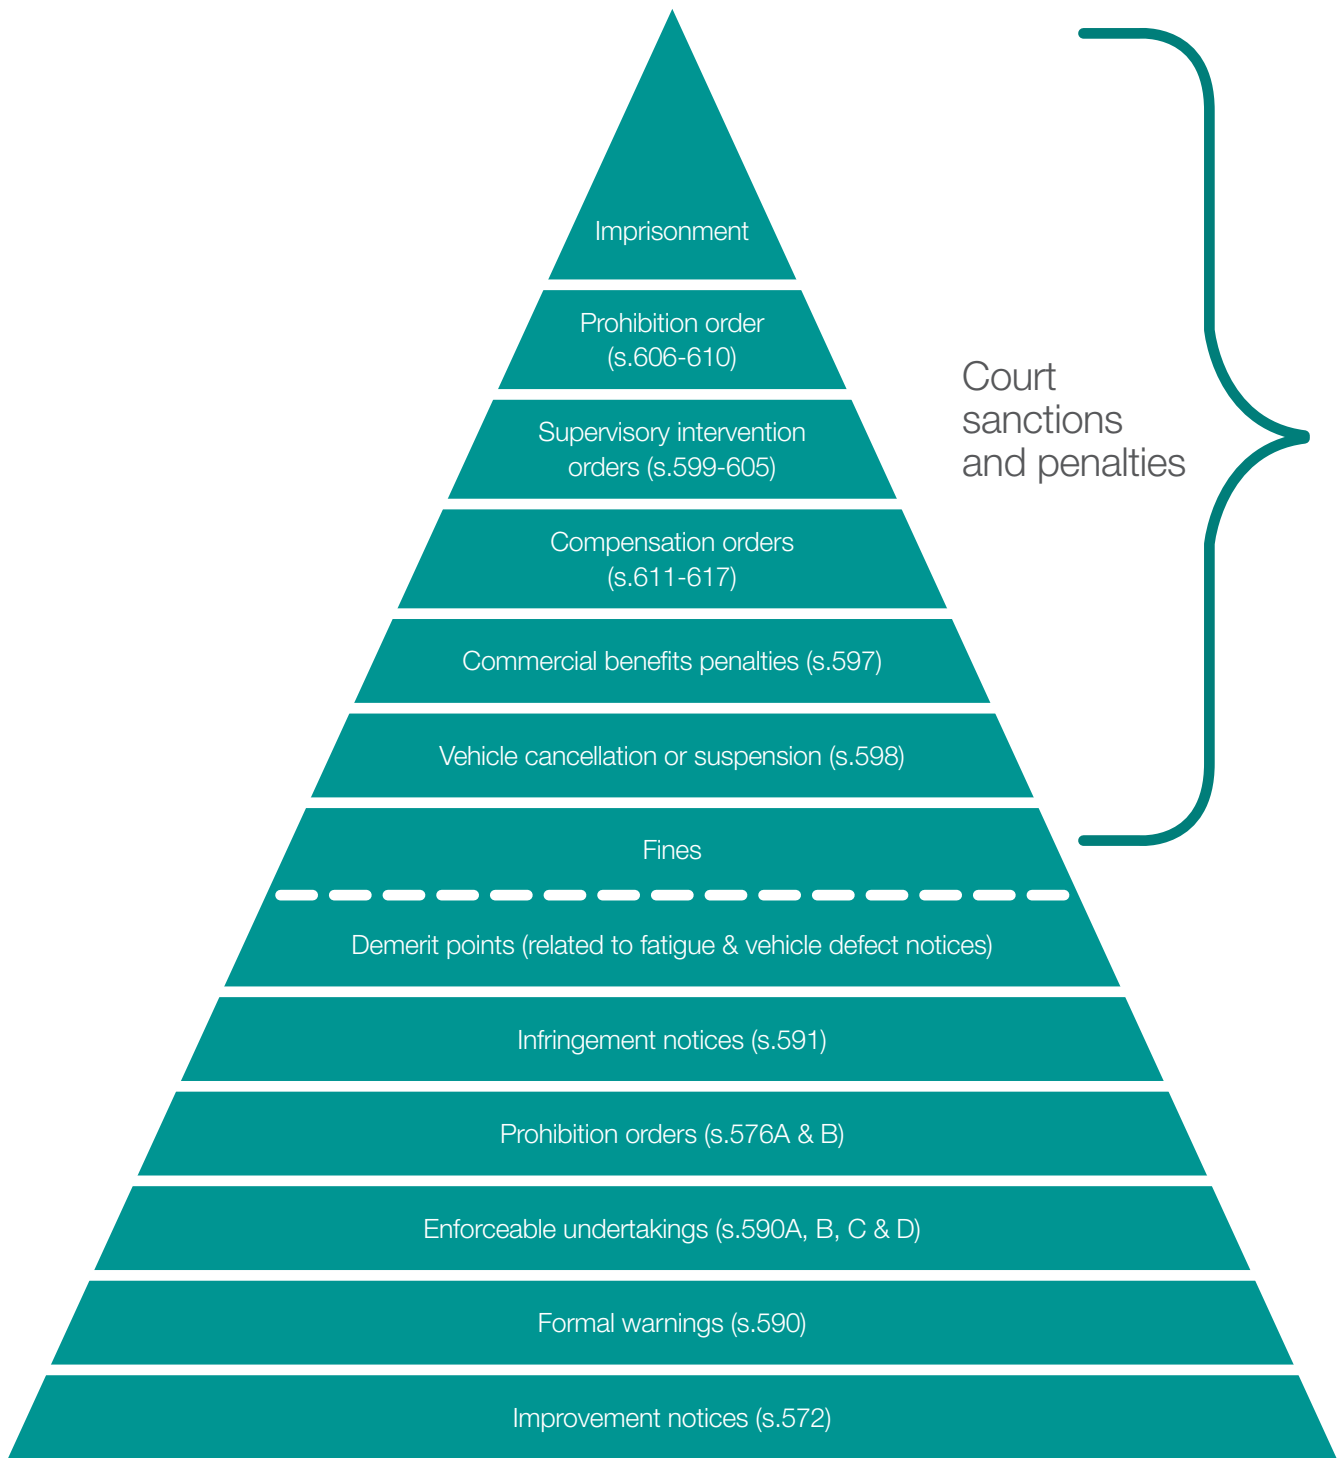 Imprisonment
Prohibition order
(s.606-610)
Supervisory intervention
orders (s.599-605)
Court
sanctions
and penalties
Compensation orders
(s.611-617)
Commercial benefits penalties (s.597)
Vehicle cancellation or suspension (s.598)
Fines
Demerit points (related to fatigue & vehicle defect notices)
Infringement notices (s.591)
Prohibition orders (s.576A & B)
Enforceable undertakings (s.590A, B, C & D)
Formal warnings (s.590)
Improvement notices (s.572)